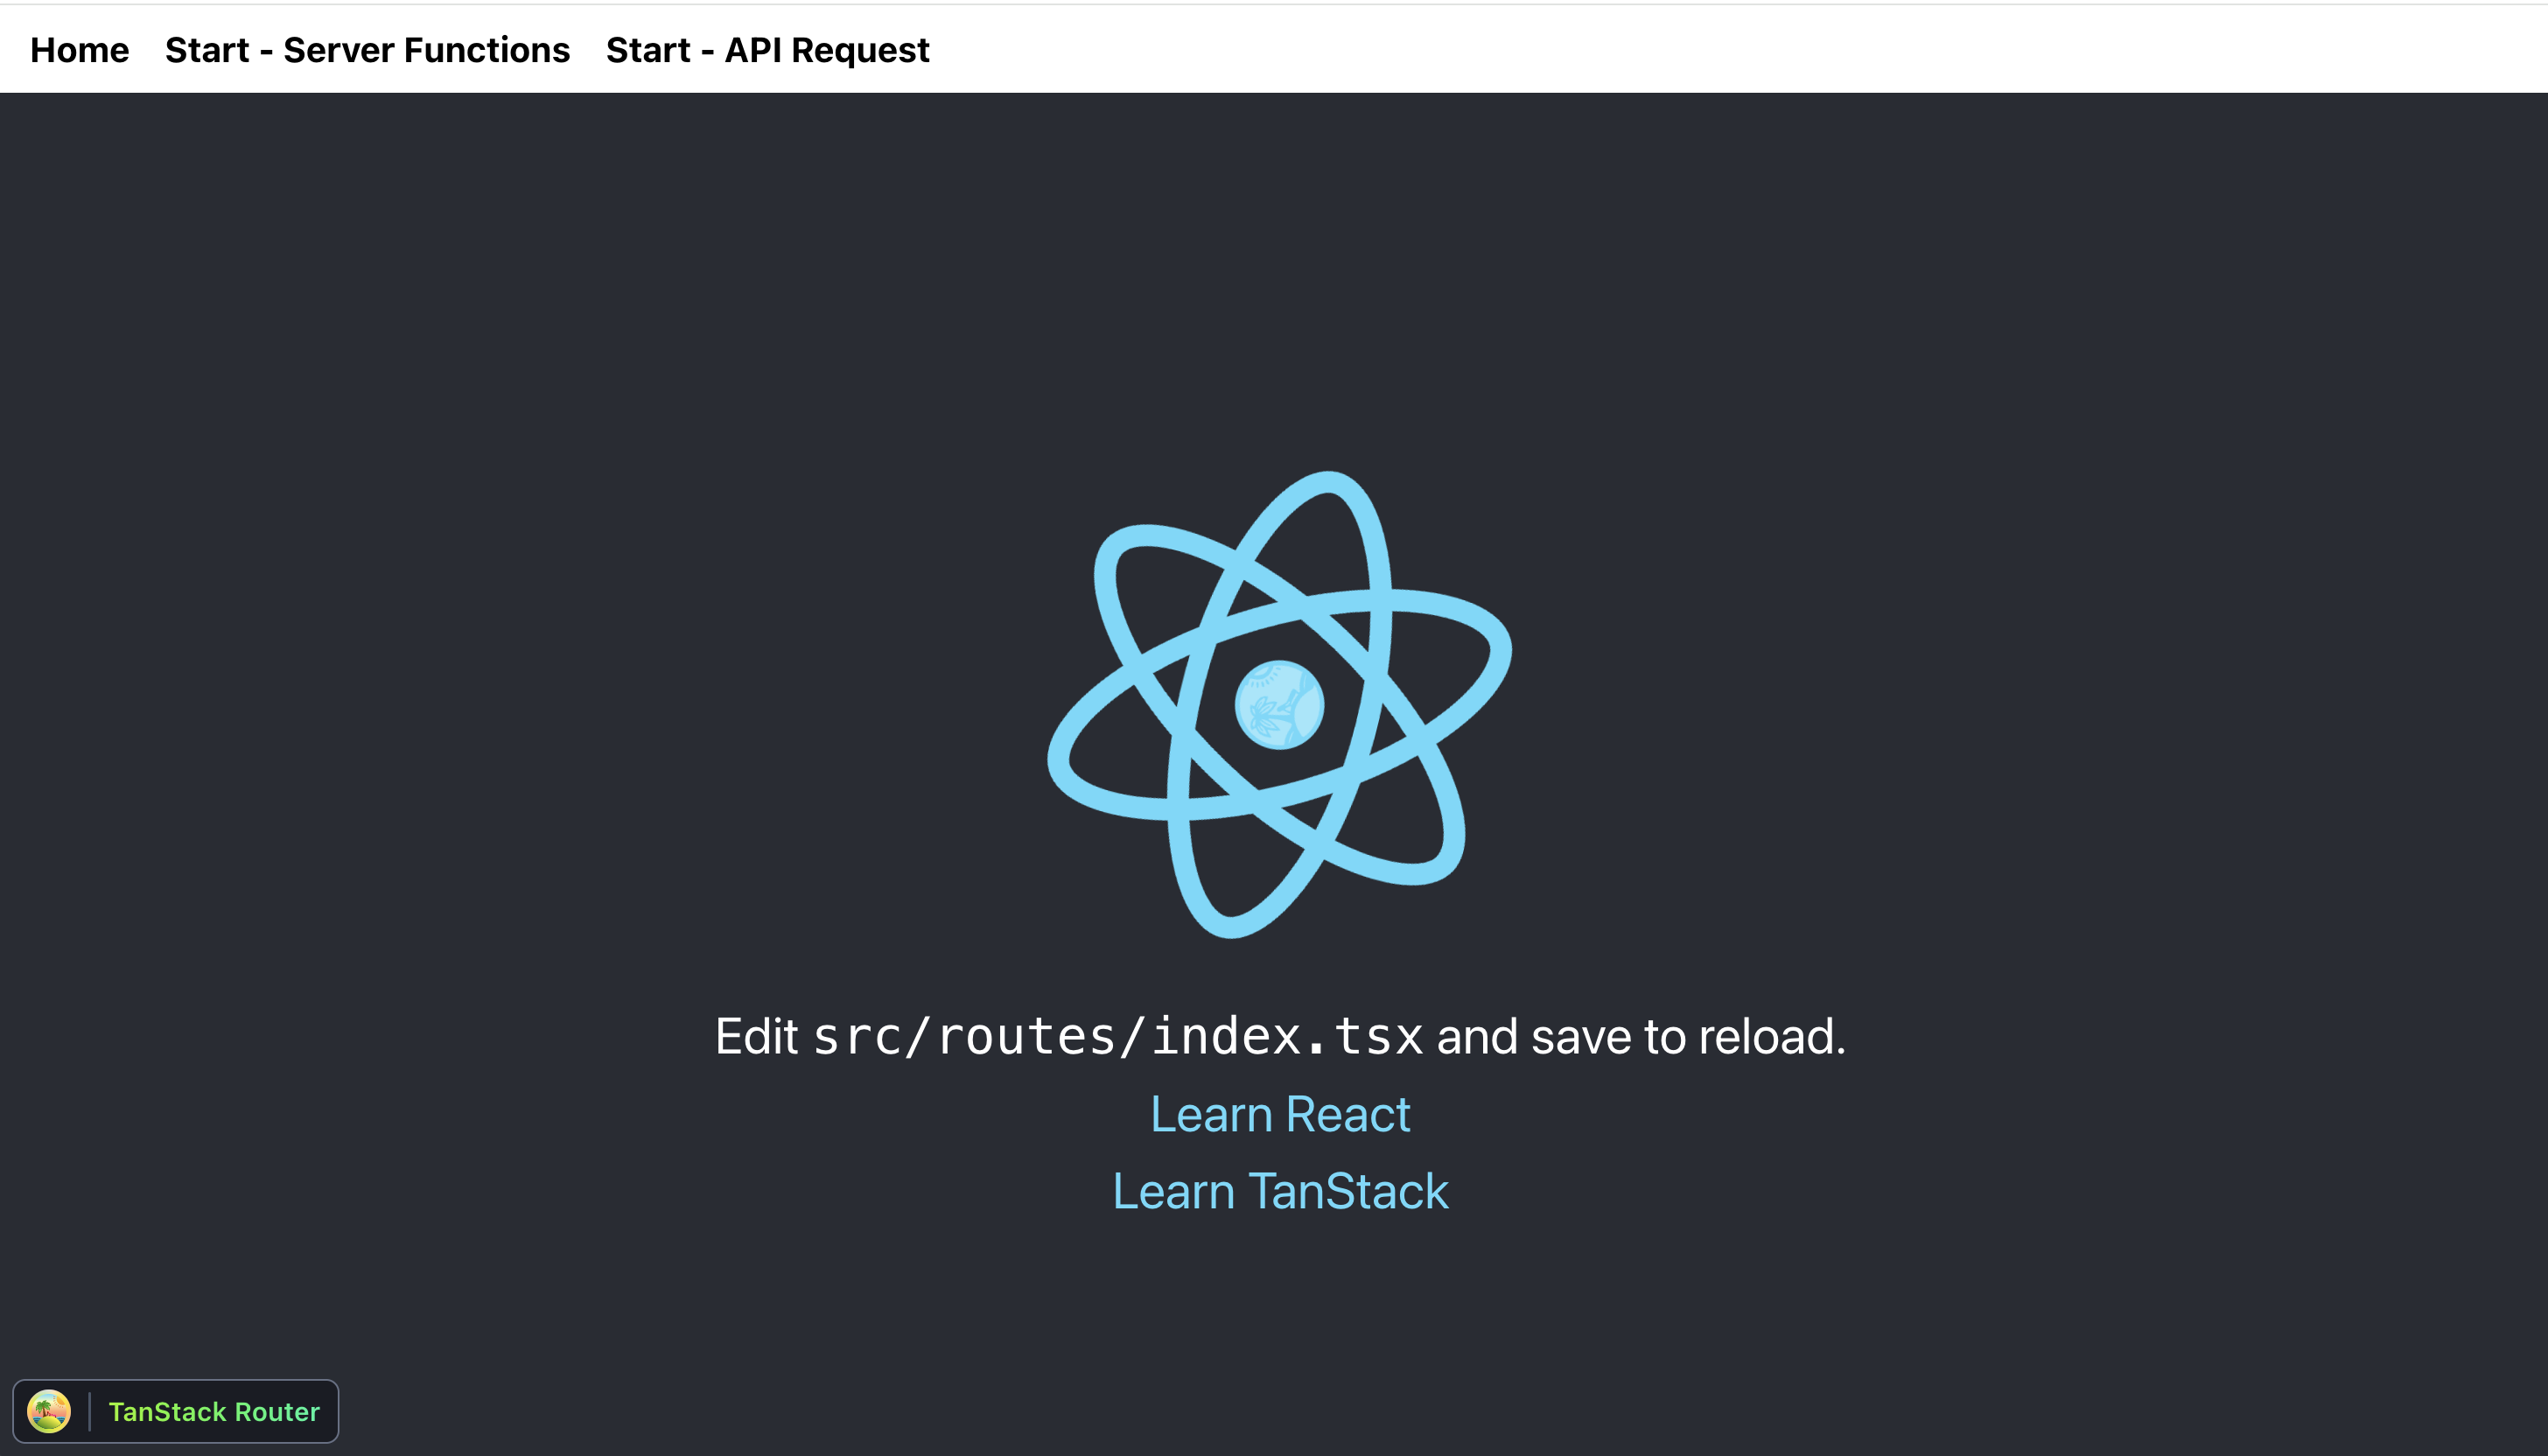 Home Start - Server Functions Start - API Request
Edit src/routes/index.tsx and save to reload.
Learn React
Learn TanStack
TanStack Router